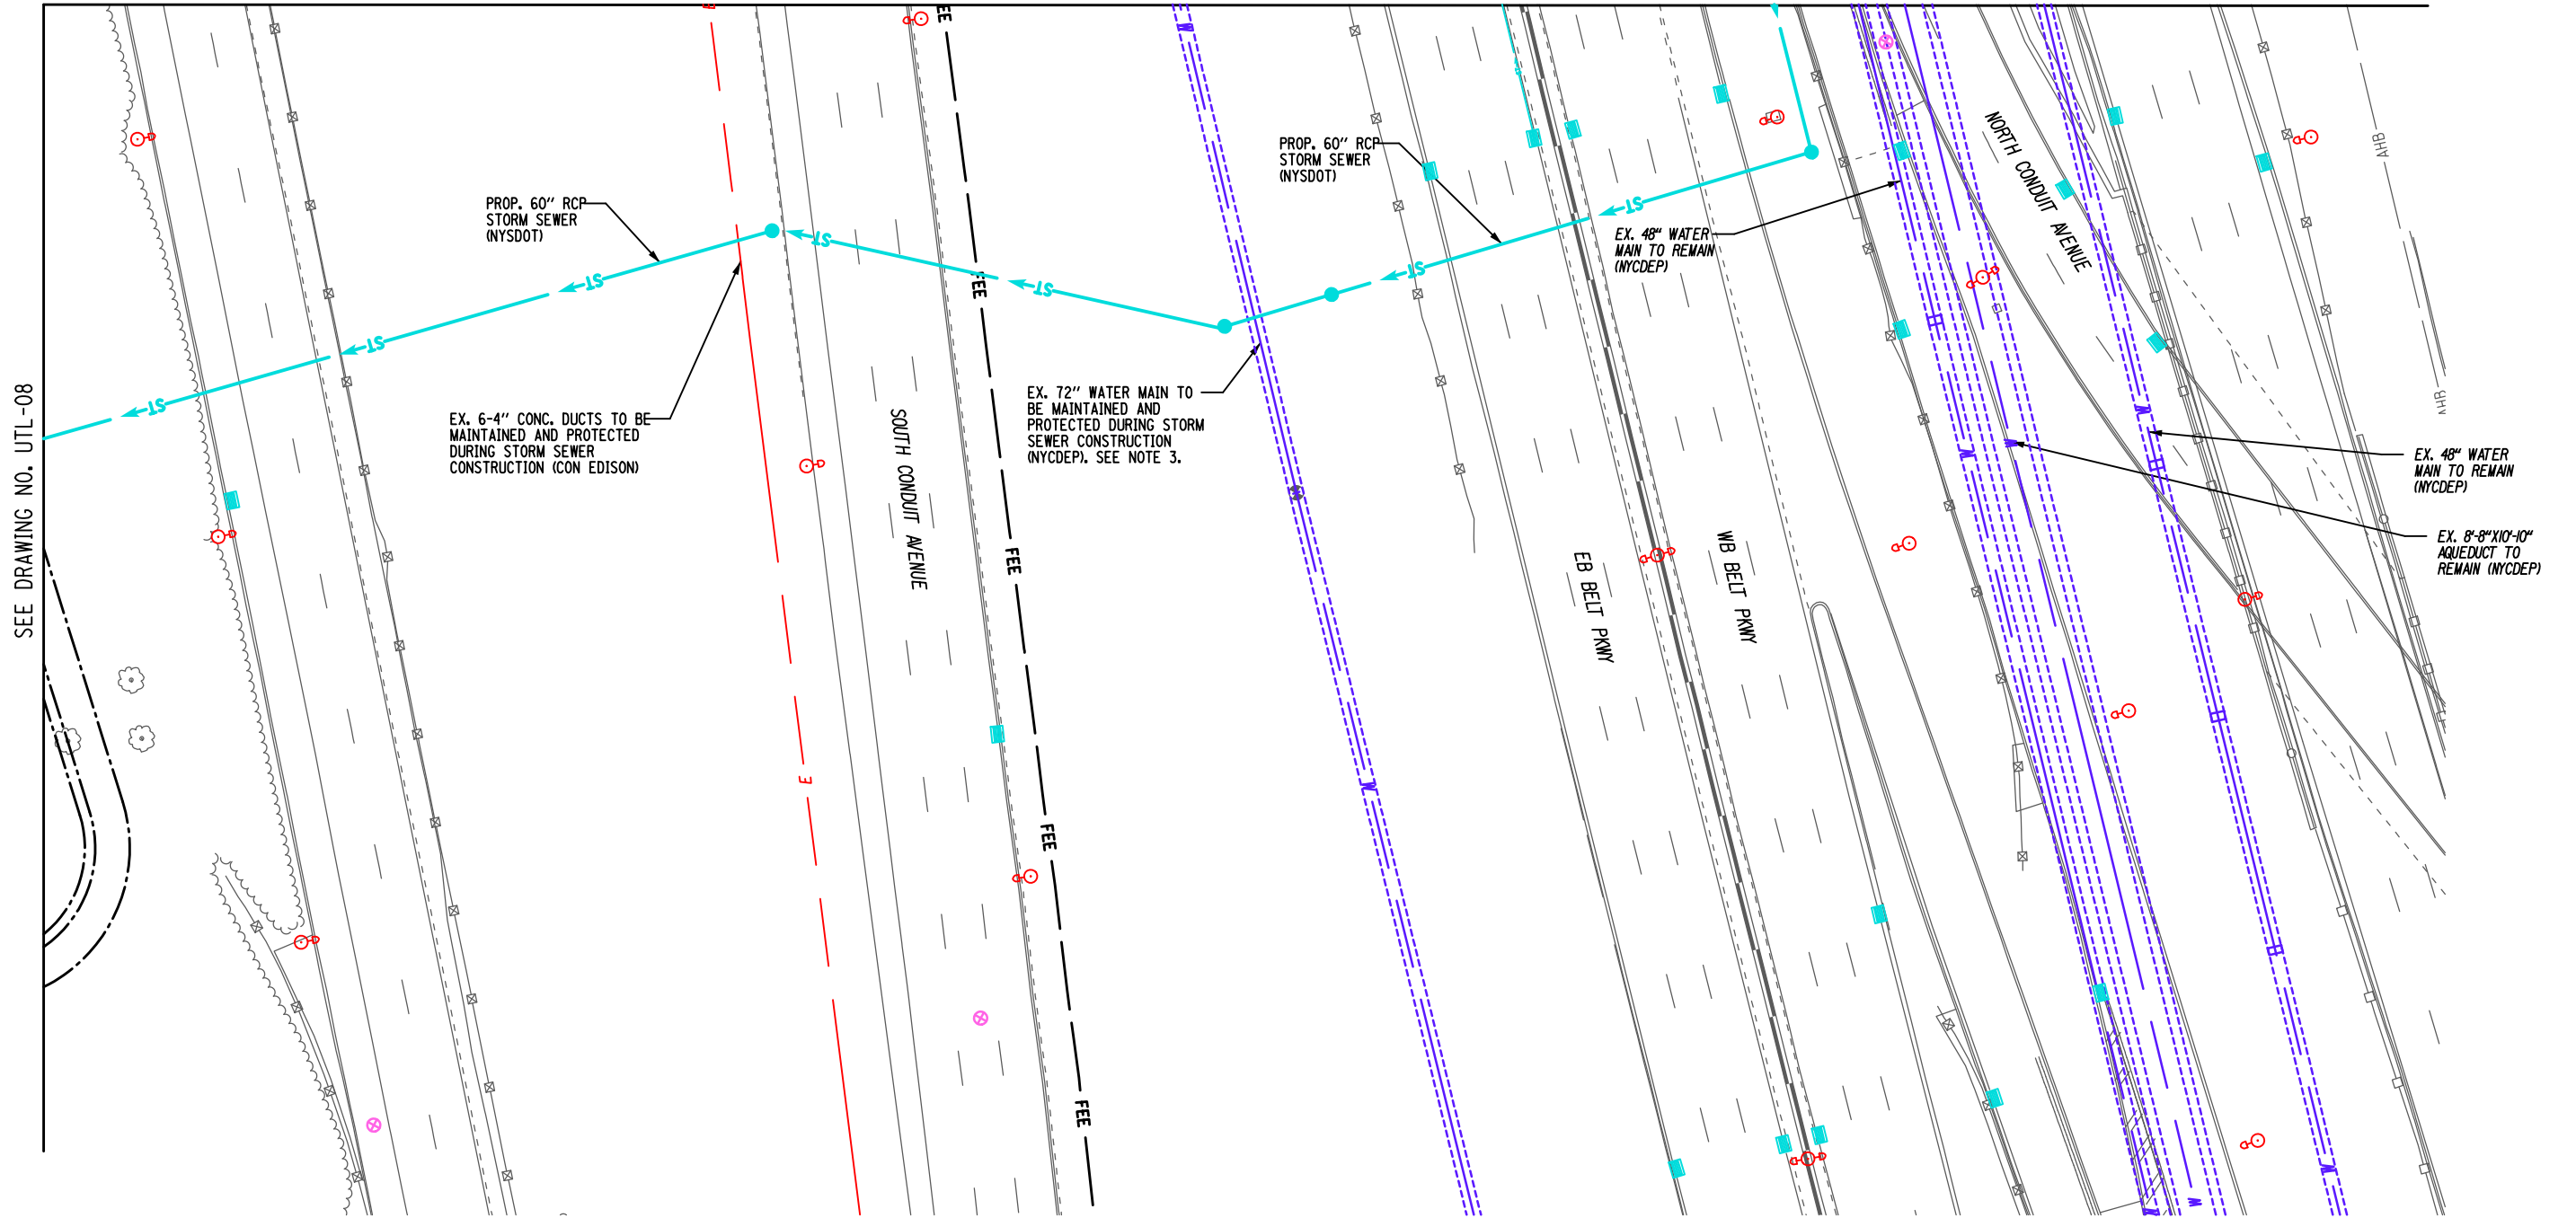 FEE
PROP. 60" RCP
STORM SEWER
(NYSDOT)
ST
ST
ST
ST
ST
FEE
PROP. 60" RCP
STORM SEWER
(NYSDOT)
ST
ST
EX. 48" WATER
MAIN TO REMAIN
(NYCDEP)
NORTH CONDUIT AVENUE
AHB
AHB
SEE DRAWING NO. UTL-08
EX. 6-4" CONC. DUCTS TO BE
MAINTAINED AND PROTECTED
DURING STORM SEWER
CONSTRUCTION (CON EDISON)
SOUTH CONDUIT AVENUE
EX. 72" WATER MAIN TO
BE MAINTAINED AND
PROTECTED DURING STORM
SEWER CONSTRUCTION
(NYCDEP). SEE NOTE 3.
EX. 48" WATER
MAIN TO REMAIN
(NYCDEP)
EX. 8'-8"X10'-10"
AQUEDUCT TO
REMAIN (NYCDEP)
EB BELT PKWY
WB BELT PKWY
FEE
E
W
FEE
FEE
W
W
W
W
W
W
W
W